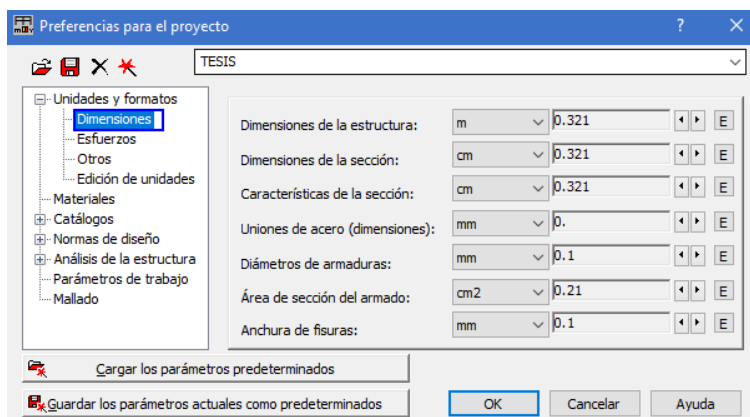 Preferencias para el proyecto
TESIS
Unidades y formatos
Dimensiones
Esfuerzos
Otros
Edición de unidades
Materiales
Catálogos
Normas de diseño
Análisis de la estructura
Parámetros de trabajo
Mallado
Dimensiones de la estructura: m 0.321 E
Dimensiones de la sección: cm 0.321 E
Características de la sección: cm 0.321 E
Uniones de acero (dimensiones): mm 0. E
Diámetros de armaduras: mm 0.1 E
Área de sección del armado: cm2 0.21 E
Anchura de fisuras: mm 0.1 E
Cargar los parámetros predeterminados
Guardar los parámetros actuales como predeterminados
OK Cancelar Ayuda